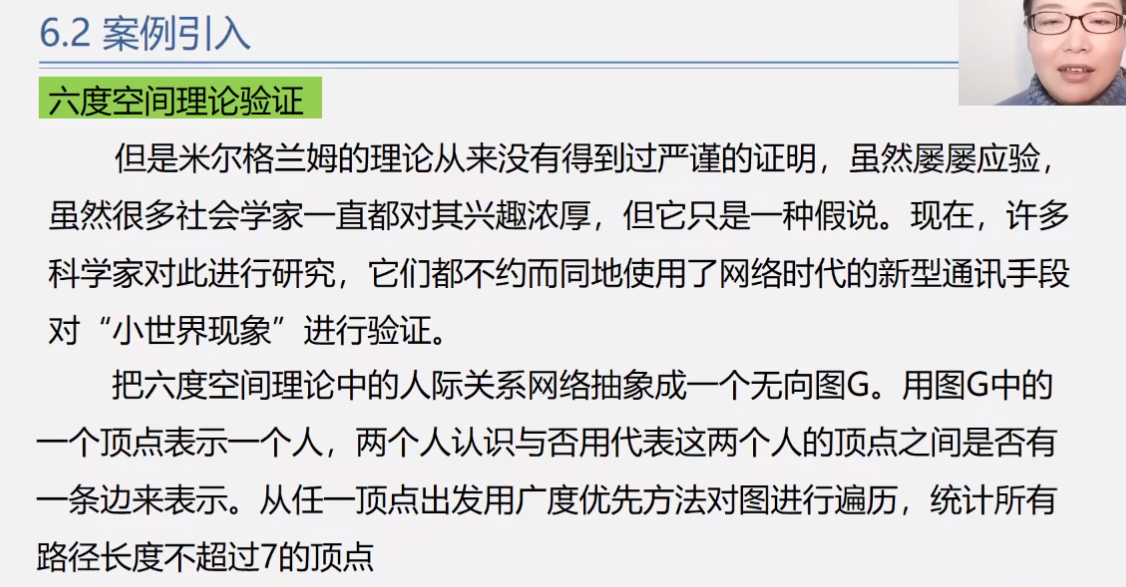 6.2 案例引入
六度空间理论验证
但是米尔格兰姆的理论从来没有得到过严谨的证明，虽然屡屡应验，
虽然很多社会学家一直都对其兴趣浓厚，但它只是一种假说。现在，许多
科学家对此进行研究，它们都不约而同地使用了网络时代的新型通讯手段
对“小世界现象”进行验证。
把六度空间理论中的人际关系网络抽象成一个无向图G。用图G中的
一个顶点表示一个人，两个人认识与否用代表这两个人的顶点之间是否有
一条边来表示。从任一顶点出发用广度优先方法对图进行遍历，统计所有
路径长度不超过7的顶点